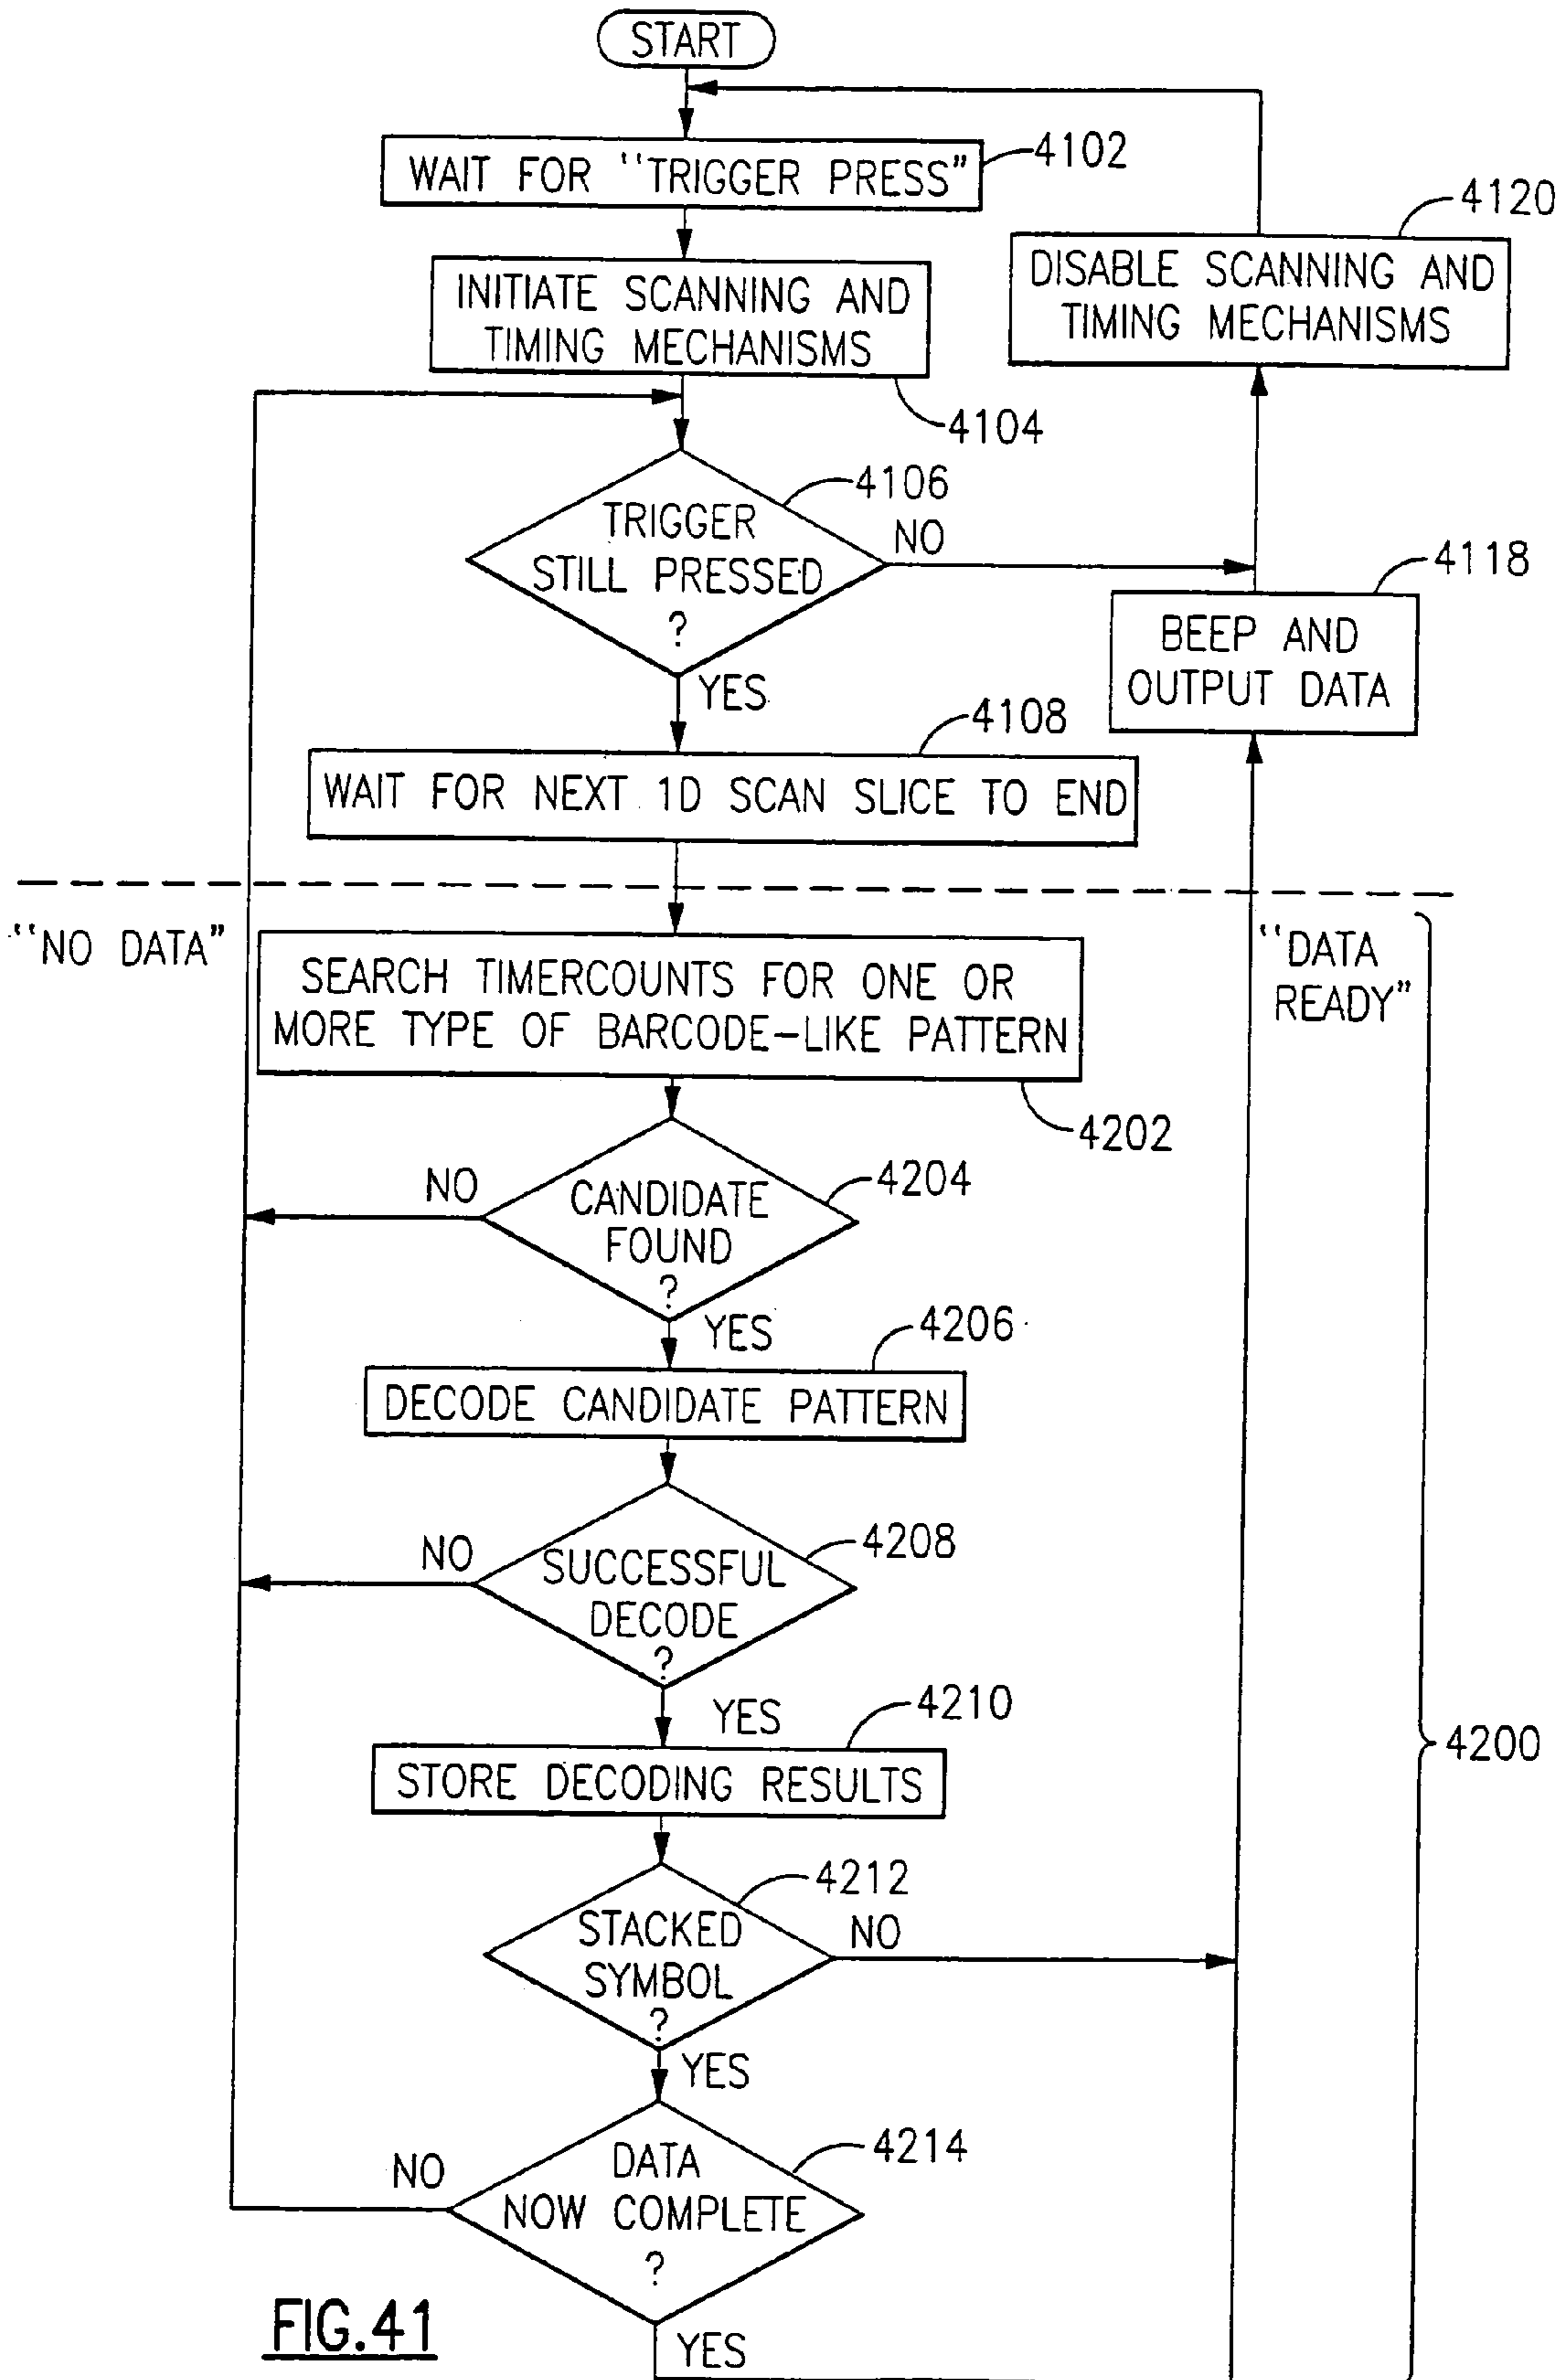 START
WAIT FOR "TRIGGER PRESS"
4102
4120
INITIATE SCANNING AND
TIMING MECHANISMS
DISABLE SCANNING AND
TIMING MECHANISMS
4104
4106
TRIGGER
STILL PRESSED
?
NO
4118
BEEP AND
OUTPUT DATA
YES
4108
WAIT FOR NEXT 1D SCAN SLICE TO END
"NO DATA"
"DATA
READY"
SEARCH TIMERCOUNTS FOR ONE OR
MORE TYPE OF BARCODE-LIKE PATTERN
4202
4204
NO
CANDIDATE
FOUND
?
YES
4206
DECODE CANDIDATE PATTERN
4208
NO
SUCCESSFUL
DECODE
?
YES
4210
4200
STORE DECODING RESULTS
4212
STACKED
SYMBOL
?
NO
YES
4214
NO
DATA
NOW COMPLETE
?
YES
FIG.41